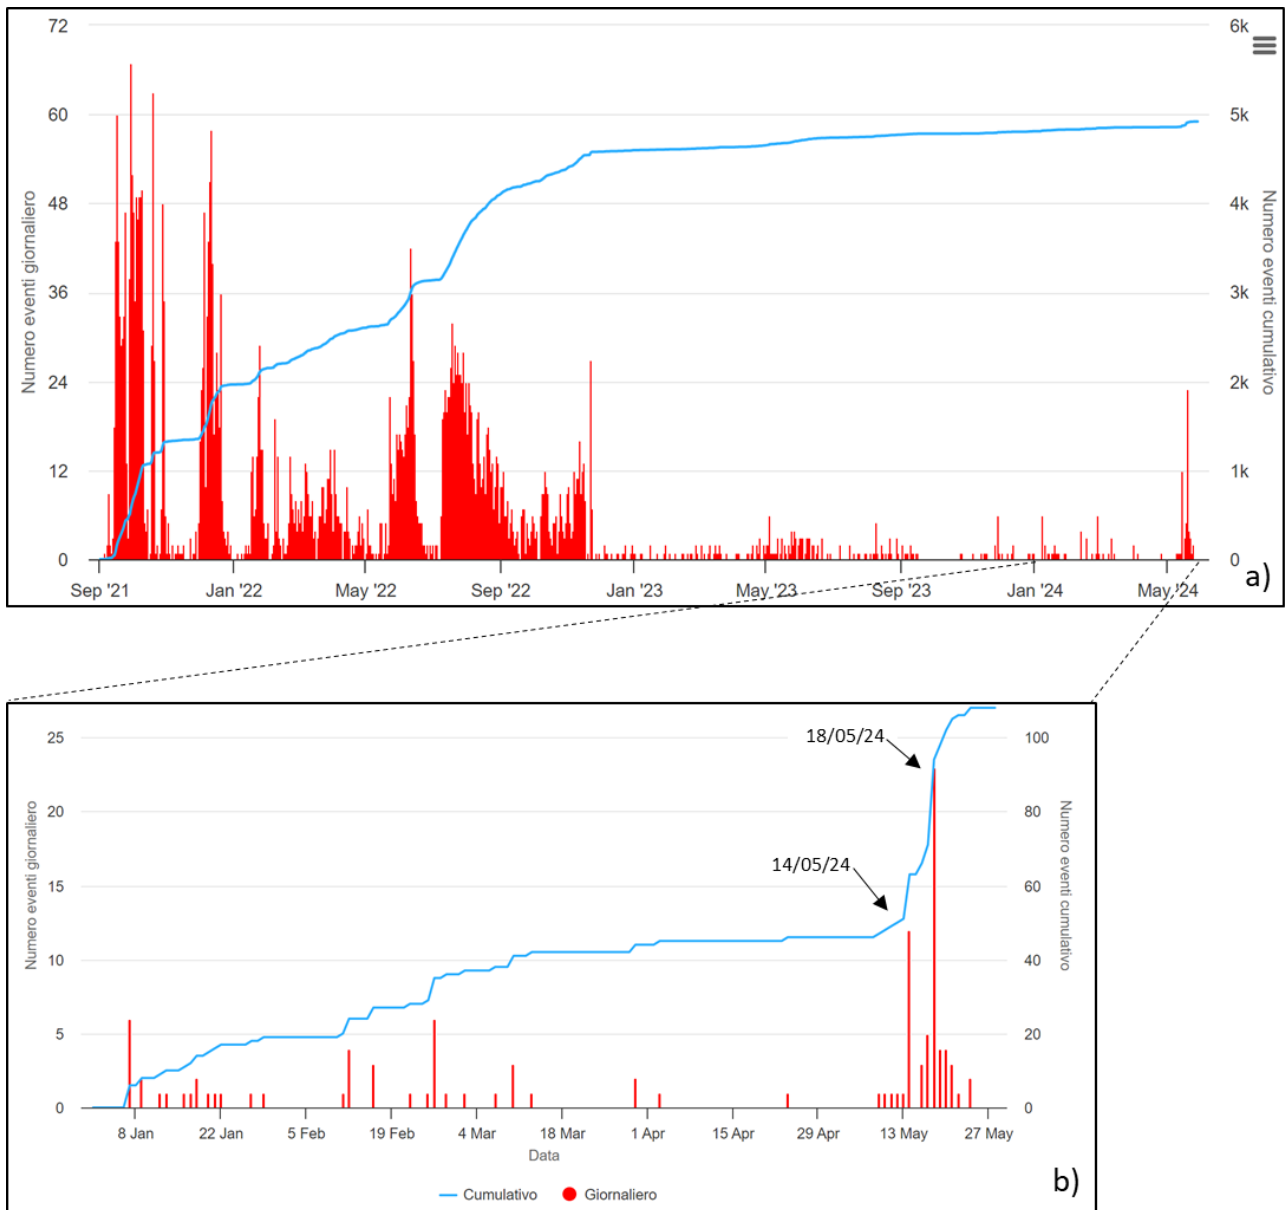 72
60
48
36
24
12
0
Numero eventi giornaliero
6k
5k
4k
3k
2k
1k
0
Numero eventi cumulativo
Sep '21
Jan '22
May '22
Sep '22
Jan '23
May '23
Sep '23
Jan '24
May '24
a)
25
20
15
10
5
0
Numero eventi giornaliero
18/05/24
14/05/24
100
80
60
40
20
0
Numero eventi cumulativo
8 Jan
22 Jan
5 Feb
19 Feb
4 Mar
18 Mar
1 Apr
15 Apr
29 Apr
13 May
27 May
Data
Cumulativo
Giornaliero
b)